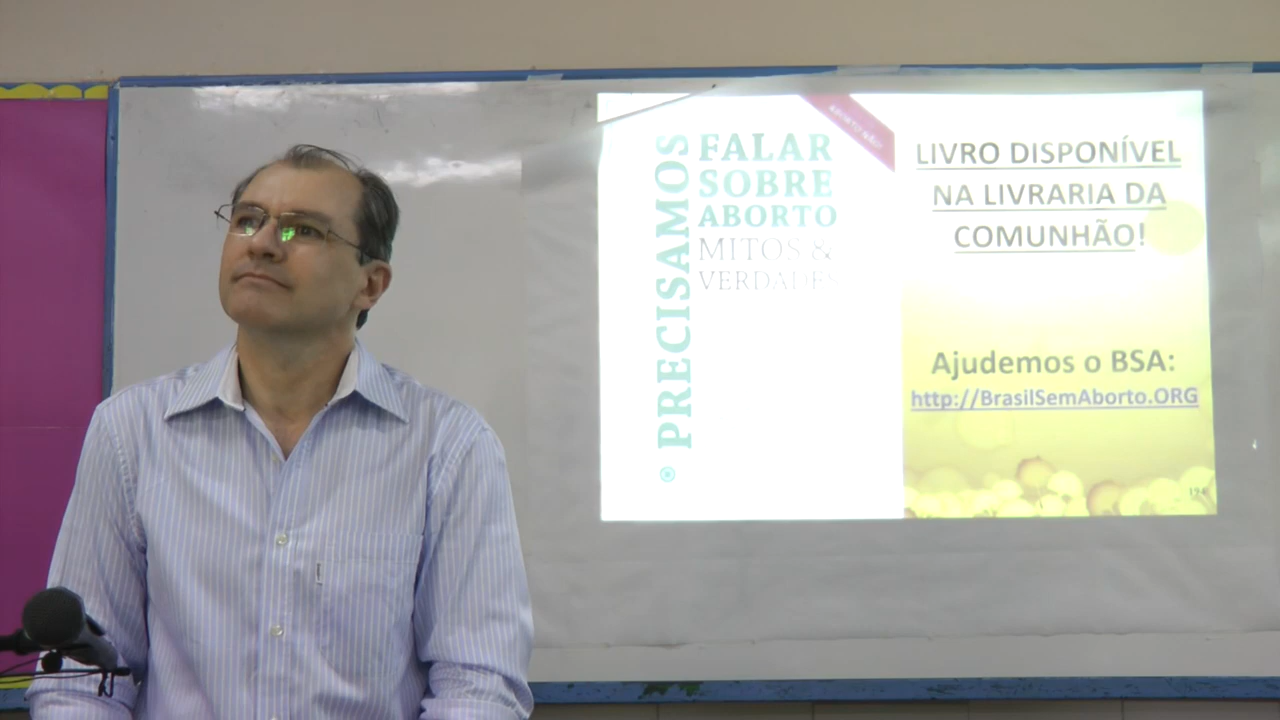 PRECISAMOS
FALAR
SOBRE
ABORTO
MITOS &
VERDADES
LIVRO DISPONÍVEL
NA LIVRARIA DA
COMUNHÃO!
Ajudemos o BSA:
http://BrasilSemAborto.ORG